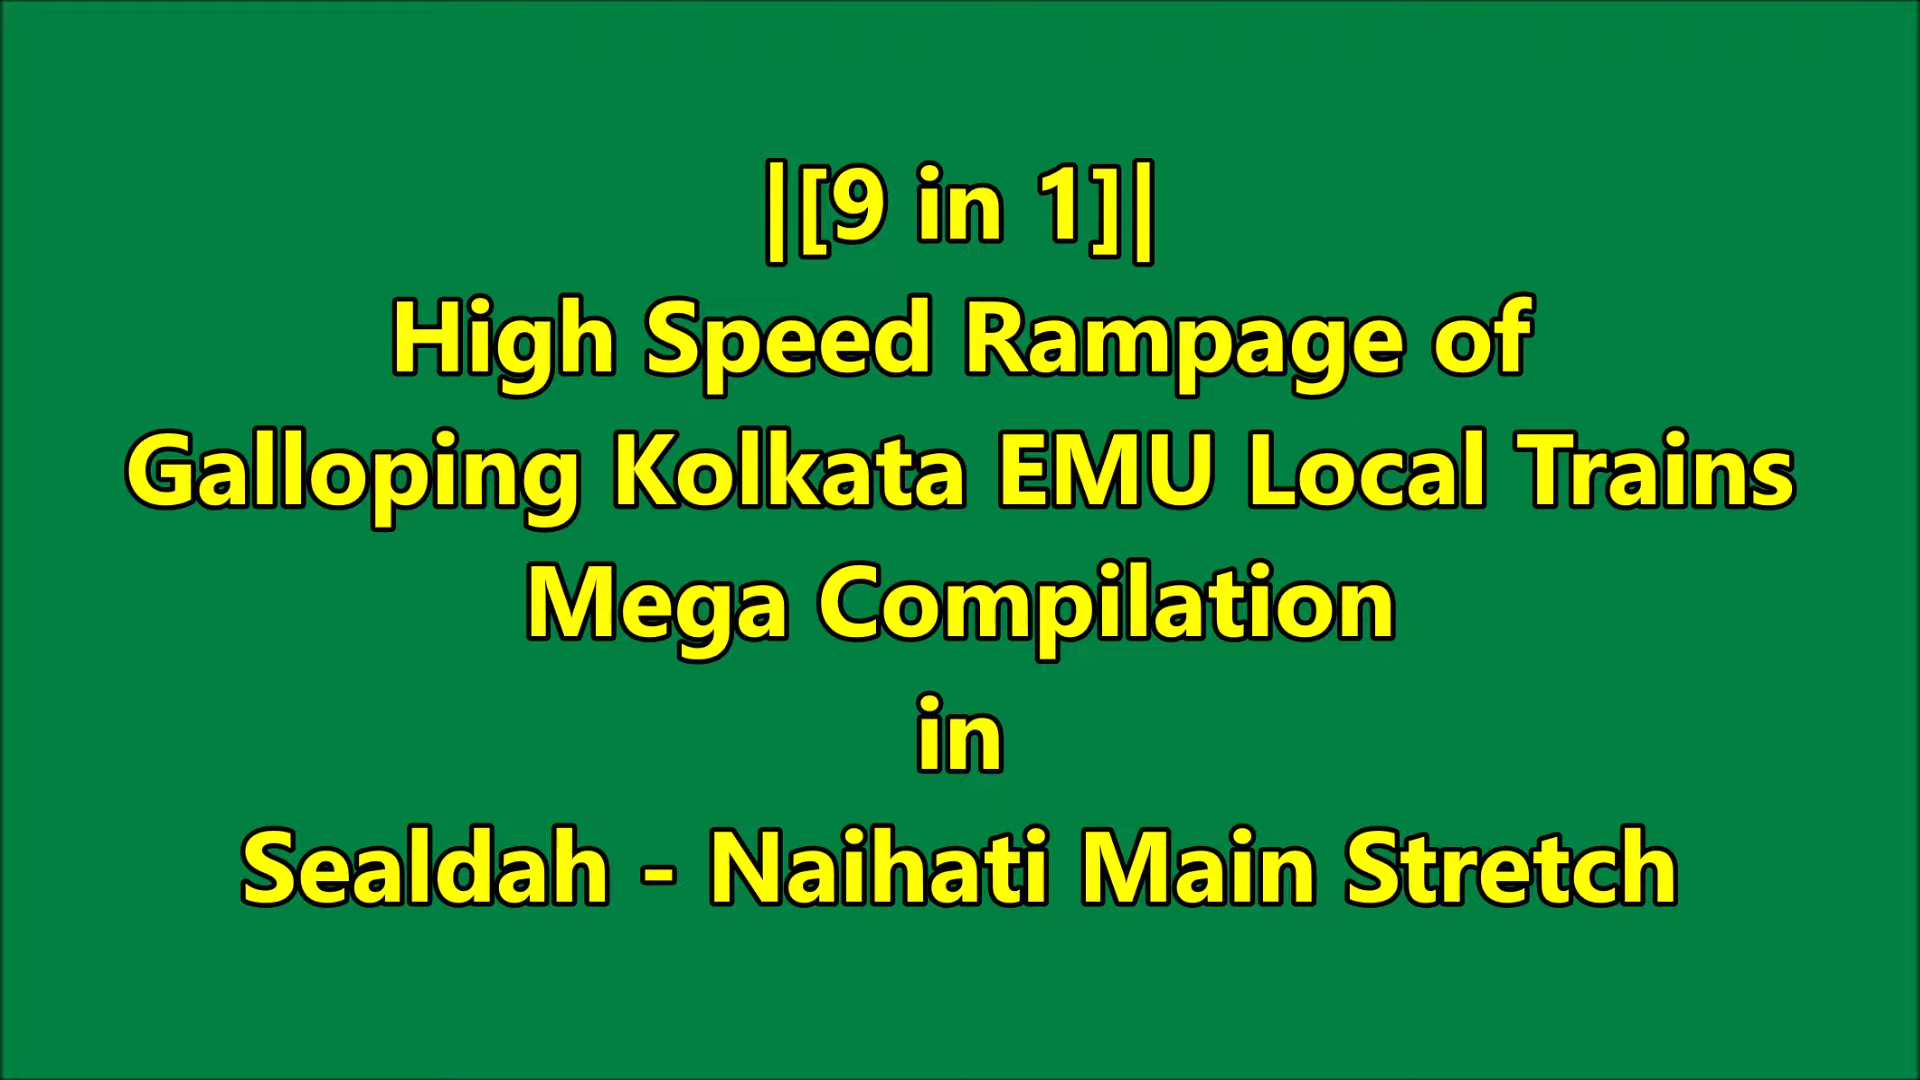 |[9 in 1]|
High Speed Rampage of
Galloping Kolkata EMU Local Trains
Mega Compilation
in
Sealdah - Naihati Main Stretch